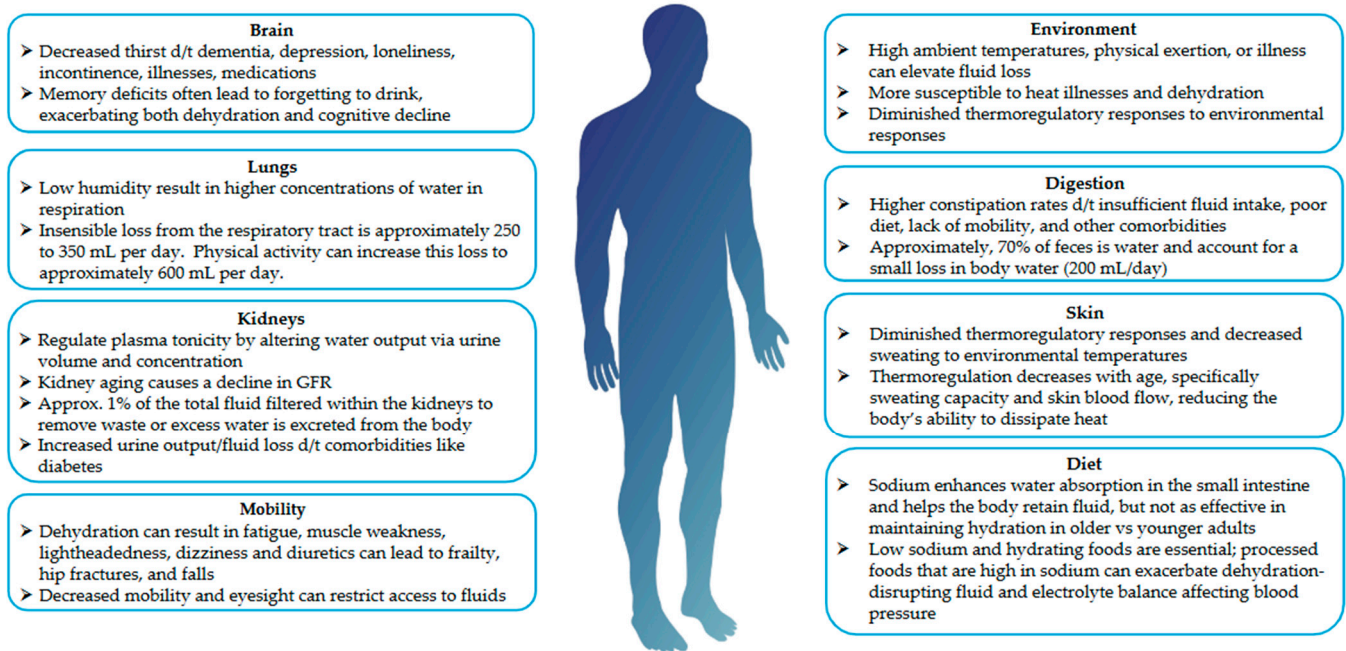 Brain
➤ Decreased thirst d/t dementia, depression, loneliness,
incontinence, illnesses, medications
➤ Memory deficits often lead to forgetting to drink,
exacerbating both dehydration and cognitive decline
Lungs
➤ Low humidity result in higher concentrations of water in
respiration
➤ Insensible loss from the respiratory tract is approximately 250
to 350 mL per day. Physical activity can increase this loss to
approximately 600 mL per day.
Kidneys
➤ Regulate plasma tonicity by altering water output via urine
volume and concentration
➤ Kidney aging causes a decline in GFR
➤ Approx. 1% of the total fluid filtered within the kidneys to
remove waste or excess water is excreted from the body
➤ Increased urine output/fluid loss d/t comorbidities like
diabetes
Mobility
➤ Dehydration can result in fatigue, muscle weakness,
lightheadedness, dizziness and diuretics can lead to frailty,
hip fractures, and falls
➤ Decreased mobility and eyesight can restrict access to fluids
Environment
➤ High ambient temperatures, physical exertion, or illness
can elevate fluid loss
➤ More susceptible to heat illnesses and dehydration
➤ Diminished thermoregulatory responses to environmental
responses
Digestion
➤ Higher constipation rates d/t insufficient fluid intake, poor
diet, lack of mobility, and other comorbidities
➤ Approximately, 70% of feces is water and account for a
small loss in body water (200 mL/day)
Skin
➤ Diminished thermoregulatory responses and decreased
sweating to environmental temperatures
➤ Thermoregulation decreases with age, specifically
sweating capacity and skin blood flow, reducing the
body's ability to dissipate heat
Diet
➤ Sodium enhances water absorption in the small intestine
and helps the body retain fluid, but not as effective in
maintaining hydration in older vs younger adults
➤ Low sodium and hydrating foods are essential; processed
foods that are high in sodium can exacerbate dehydration-
disrupting fluid and electrolyte balance affecting blood
pressure